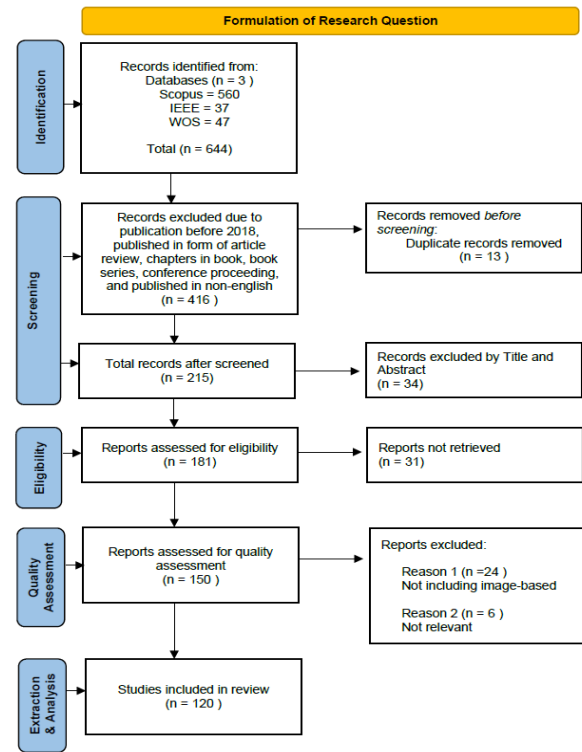 Formulation of Research Question
Identification
Records identified from:
Databases (n = 3 )
Scopus = 560
IEEE = 37
WOS = 47
Total (n = 644)
Screening
Records excluded due to
publication before 2018,
published in form of article
review, chapters in book, book
series, conference proceeding,
and published in non-english
(n = 416 )
Records removed before
screening:
Duplicate records removed
(n = 13 )
Total records after screened
(n = 215)
Records excluded by Title and
Abstract
(n = 34)
Eligibility
Reports assessed for eligibility
(n = 181)
Reports not retrieved
(n = 31)
Quality
Assessment
Reports assessed for quality
assessment
(n = 150 )
Reports excluded:
Reason 1 (n =24 )
Not including image-based
Reason 2 (n = 6 )
Not relevant
Extraction
& Analysis
Studies included in review
(n = 120 )